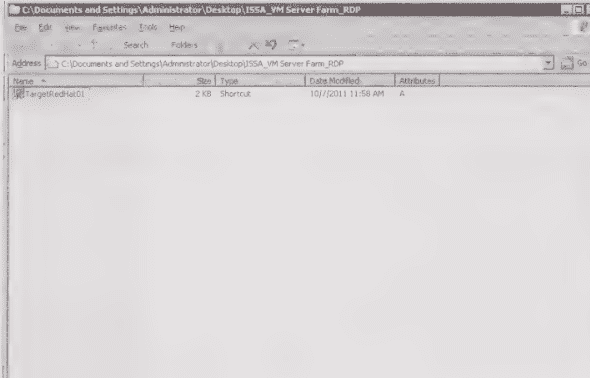 C:\Documents and Settings\Administrator\Desktop\ISSA_VM Server Farm_RDP
File Edit View Favorites Tools Help
Search Folders
Address C:\Documents and Settings\Administrator\Desktop\ISSA_VM Server Farm_RDP Go
Name Size Type Date Modified Attributes
TargetRedHat01 2 KB Shortcut 10/7/2011 11:58 AM A